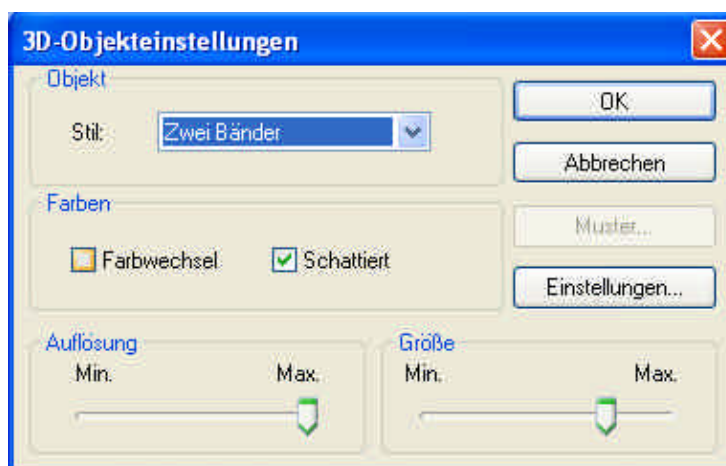 3D-Objekteinstellungen
Objekt
Stil: Zwei Bänder
OK
Abbrechen
Farben
Farbwechsel Schattiert
Muster...
Einstellungen...
Auflösung
Min. Max.
Größe
Min. Max.